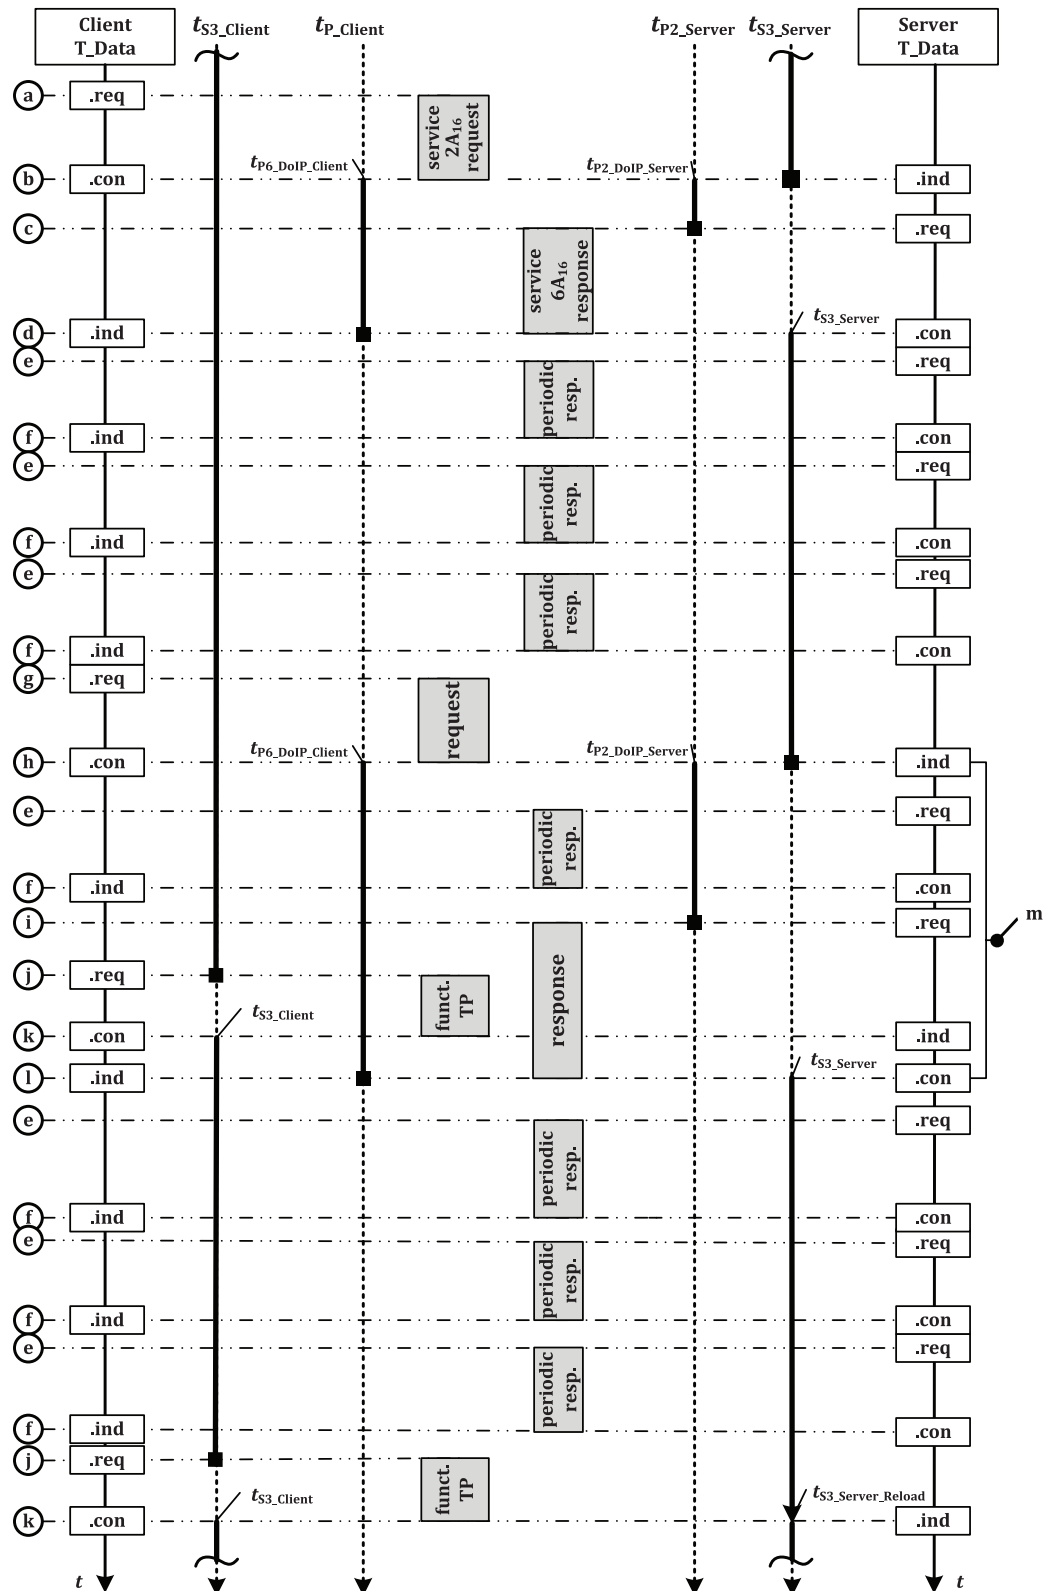 Client
T_Data
tS3_Client
tP_Client
tP2_Server
tS3_Server
Server
T_Data
a
.req
service
2A16
request
tP6_DoIP_Client
tP2_DoIP_Server
b
.con
.ind
c
.req
service
6A16
response
tS3_Server
d
.ind
.con
e
.req
periodic
resp.
f
.ind
.con
e
.req
periodic
resp.
f
.ind
.con
e
.req
periodic
resp.
f
.ind
.con
g
.req
request
tP6_DoIP_Client
tP2_DoIP_Server
h
.con
.ind
e
.req
periodic
resp.
f
.ind
.con
i
.req
m
response
j
.req
funct.
TP
tS3_Client
k
.con
.ind
tS3_Server
l
.ind
.con
e
.req
periodic
resp.
f
.ind
.con
e
.req
periodic
resp.
f
.ind
.con
e
.req
periodic
resp.
f
.ind
.con
j
.req
funct.
TP
tS3_Client
tS3_Server_Reload
k
.con
.ind
t
t